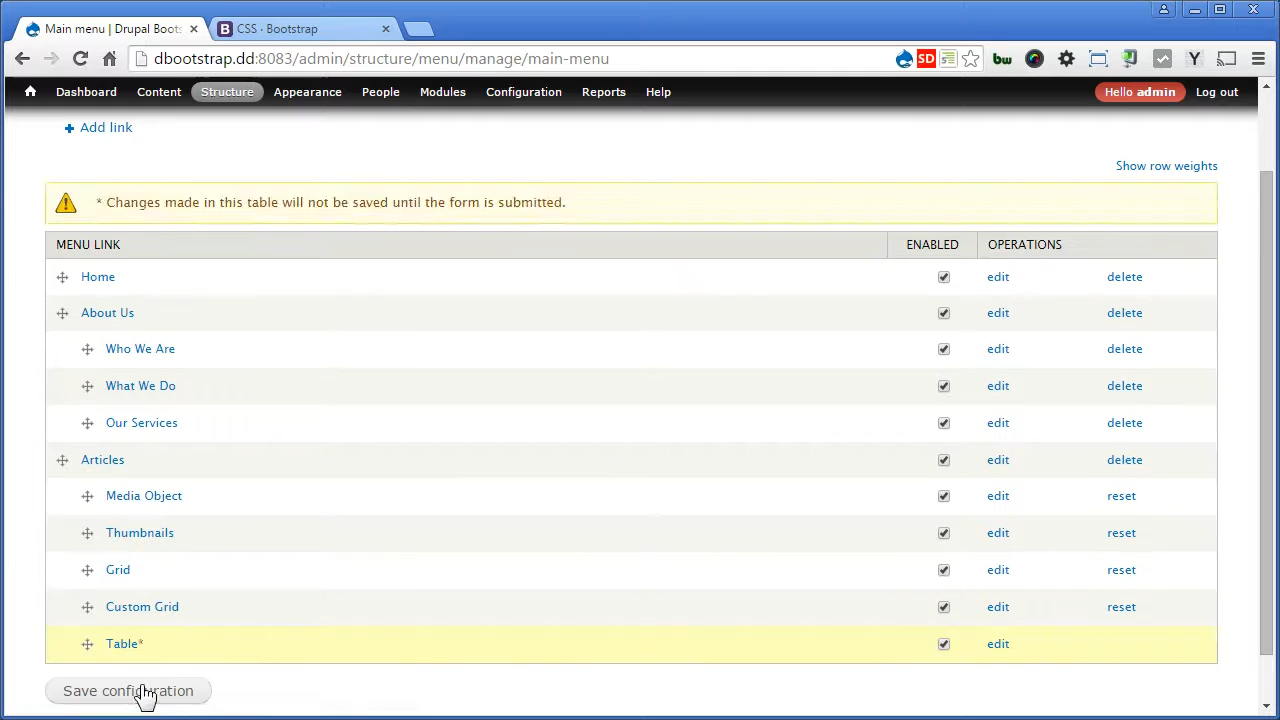 Main menu | Drupal Boots
CSS · Bootstrap
dbootstrap.dd:8083/admin/structure/menu/manage/main-menu
SD
bw
Y
Dashboard Content Structure Appearance People Modules Configuration Reports Help Hello admin Log out
Add link
Show row weights
* Changes made in this table will not be saved until the form is submitted.
MENU LINK ENABLED OPERATIONS
Home edit delete
About Us edit delete
Who We Are edit delete
What We Do edit delete
Our Services edit delete
Articles edit delete
Media Object edit reset
Thumbnails edit reset
Grid edit reset
Custom Grid edit reset
Table* edit
Save configuration